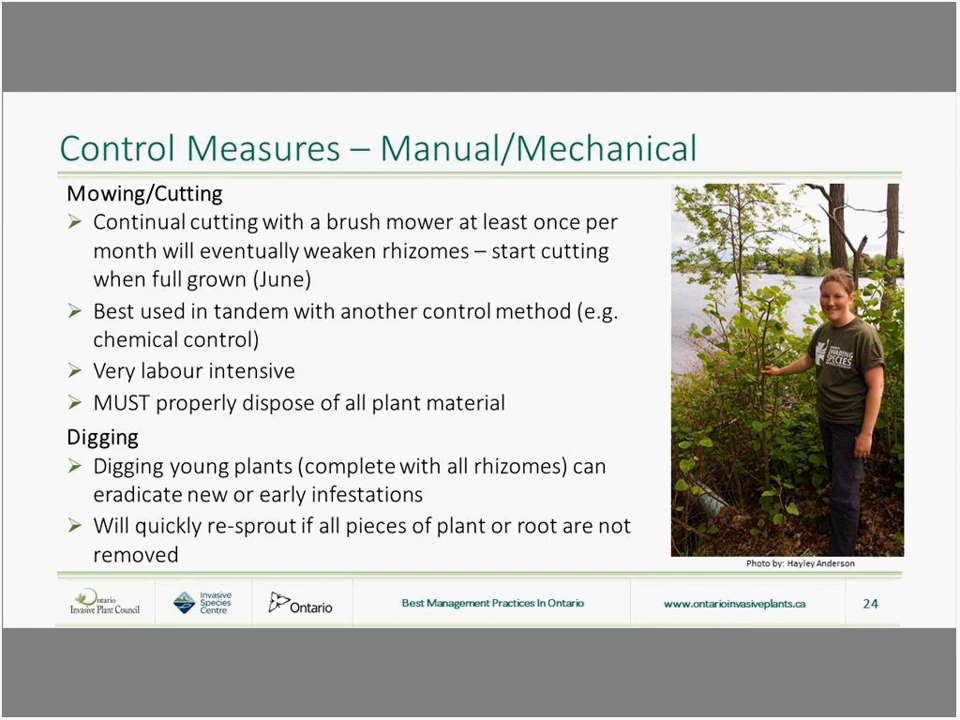 Control Measures – Manual/Mechanical
Mowing/Cutting
Continual cutting with a brush mower at least once per
month will eventually weaken rhizomes – start cutting
when full grown (June)
Best used in tandem with another control method (e.g.
chemical control)
Very labour intensive
MUST properly dispose of all plant material
Digging
Digging young plants (complete with all rhizomes) can
eradicate new or early infestations
Will quickly re-sprout if all pieces of plant or root are not
removed
INVADING
SPECIES
Photo by: Hayley Anderson
Ontario
Invasive Plant Council
Invasive
Species
Centre
Ontario
Best Management Practices In Ontario
www.ontarioinvasiveplants.ca
24